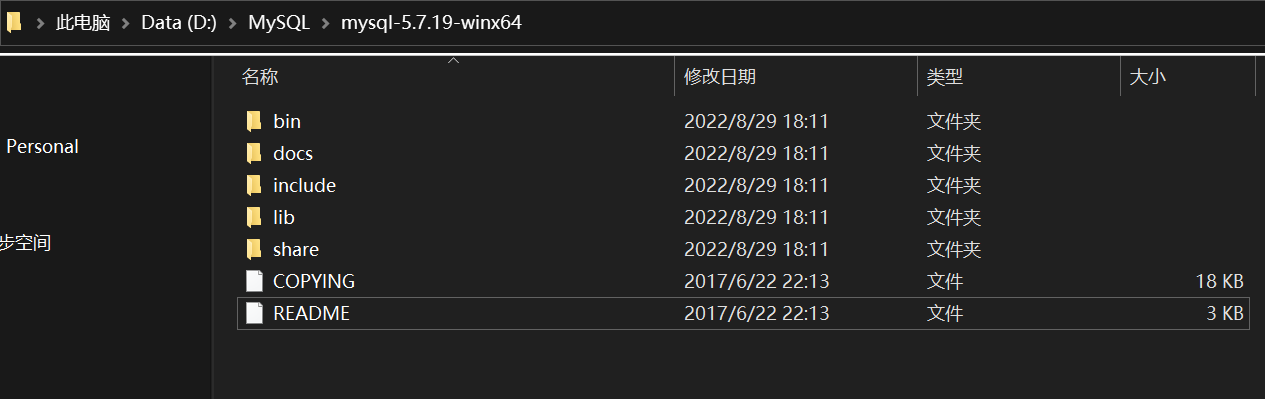 此电脑 > Data (D:) > MySQL > mysql-5.7.19-winx64
名称 修改日期 类型 大小
bin 2022/8/29 18:11 文件夹
docs 2022/8/29 18:11 文件夹
Personal
include 2022/8/29 18:11 文件夹
lib 2022/8/29 18:11 文件夹
步空间
share 2022/8/29 18:11 文件夹
COPYING 2017/6/22 22:13 文件 18 KB
README 2017/6/22 22:13 文件 3 KB